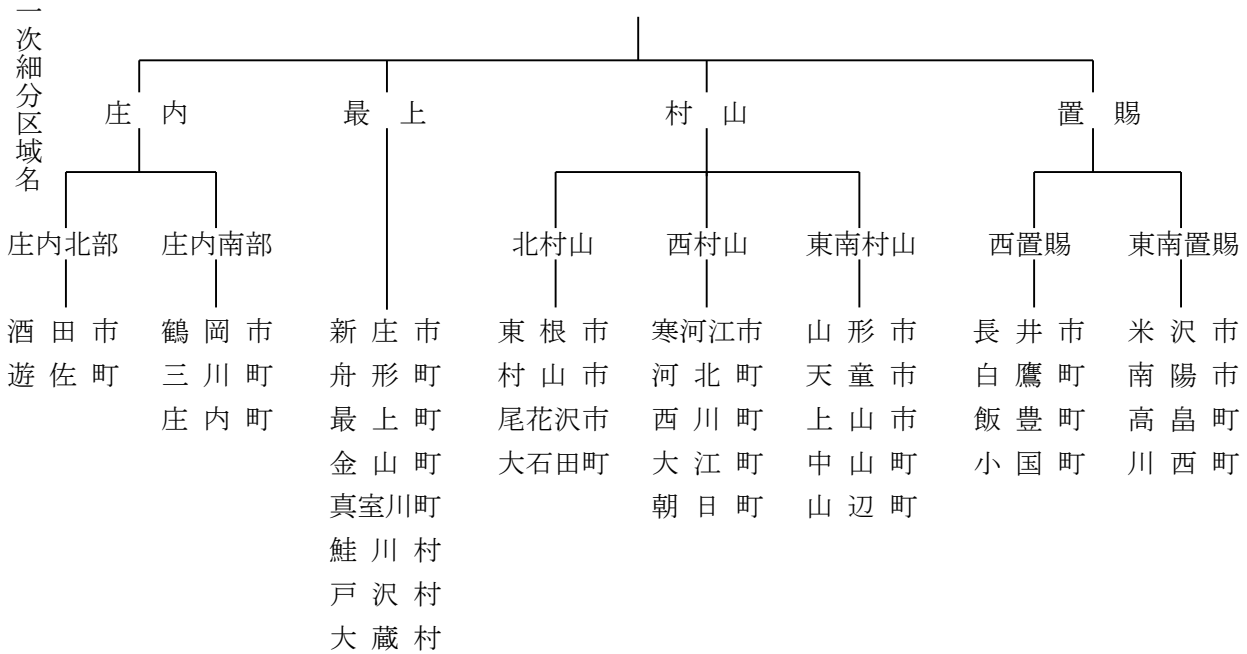 一次細分区域名
庄内 最上 村山 置賜
庄内北部 庄内南部 北村山 西村山 東南村山 西置賜 東南置賜
酒田市 鶴岡市 新庄市 東根市 寒河江市 山形市 長井市 米沢市
遊佐町 三川町 舟形町 村山市 河北町 天童市 白鷹町 南陽市
庄内町 最上町 尾花沢市 西川町 上山市 飯豊町 高畠町
金山町 大石田町 大江町 中山町 小国町 川西町
真室川町 朝日町 山辺町
鮭川村
戸沢村
大蔵村